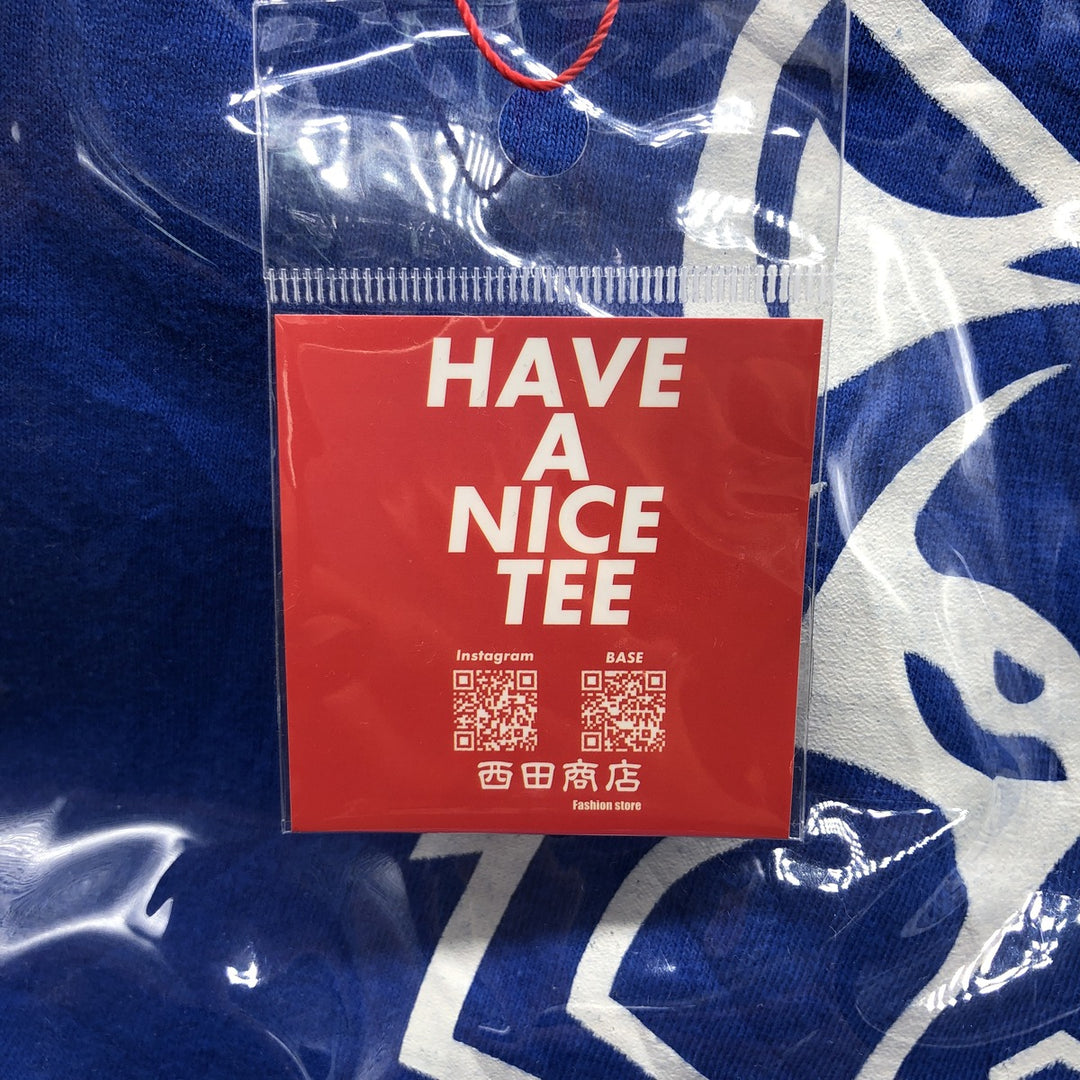 HAVE
A
NICE
TEE
Instagram BASE
西田商店
Fashion store